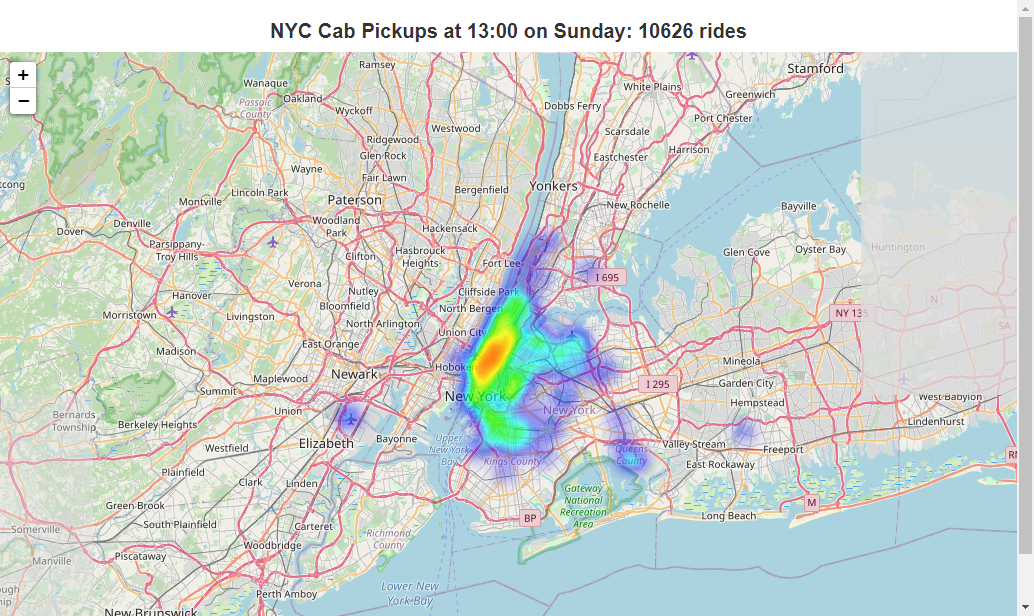 NYC Cab Pickups at 13:00 on Sunday: 10626 rides
+
−
Ramsey
Stamford
Wanaque
White Plains
Greenwich
Oakland
Passaic
County
Wyckoff
Dobbs Ferry
Port Chester
Westwood
Scarsdale
Ridgewood
Glen Rock
Eastchester
Harrison
Wayne
Fair Lawn
Lincoln Park
Bergenfield
Yonkers
Paterson
Montville
New Rochelle
Bayville
Woodland
Park
Denville
Dover
Hackensack
Parsippany-
Troy Hills
Clifton
Hasbrouck
Heights
Fort Lee
Glen Cove
Oyster Bay
Huntington
I 695
Verona
Nutley
Cliffside Park
Hanover
Bloomfield
North Bergen
N
Morristown
Livingston
North Arlington
Union City
NY 135
SA
East Orange
Madison
Hoboken
Mineola
Newark
Maplewood
I 295
Garden City
Summit
New York
Hempstead
West Babylon
Union
New York
Bernards
Township
Berkeley Heights
Bayonne
Elizabeth
Upper
New York
Bay
Lindenhurst
Valley Stream
Freeport
Westfield
Queens
County
Kings County
East Rockaway
Plainfield
Clark
Linden
Gateway
National
Recreation
Area
Green Brook
M
South Plainfield
BP
Long Beach
Carteret
Somerville
Richmond
County
Woodbridge
Piscataway
Manville
Lower New
York Bay
Perth Amboy
New Brunswick